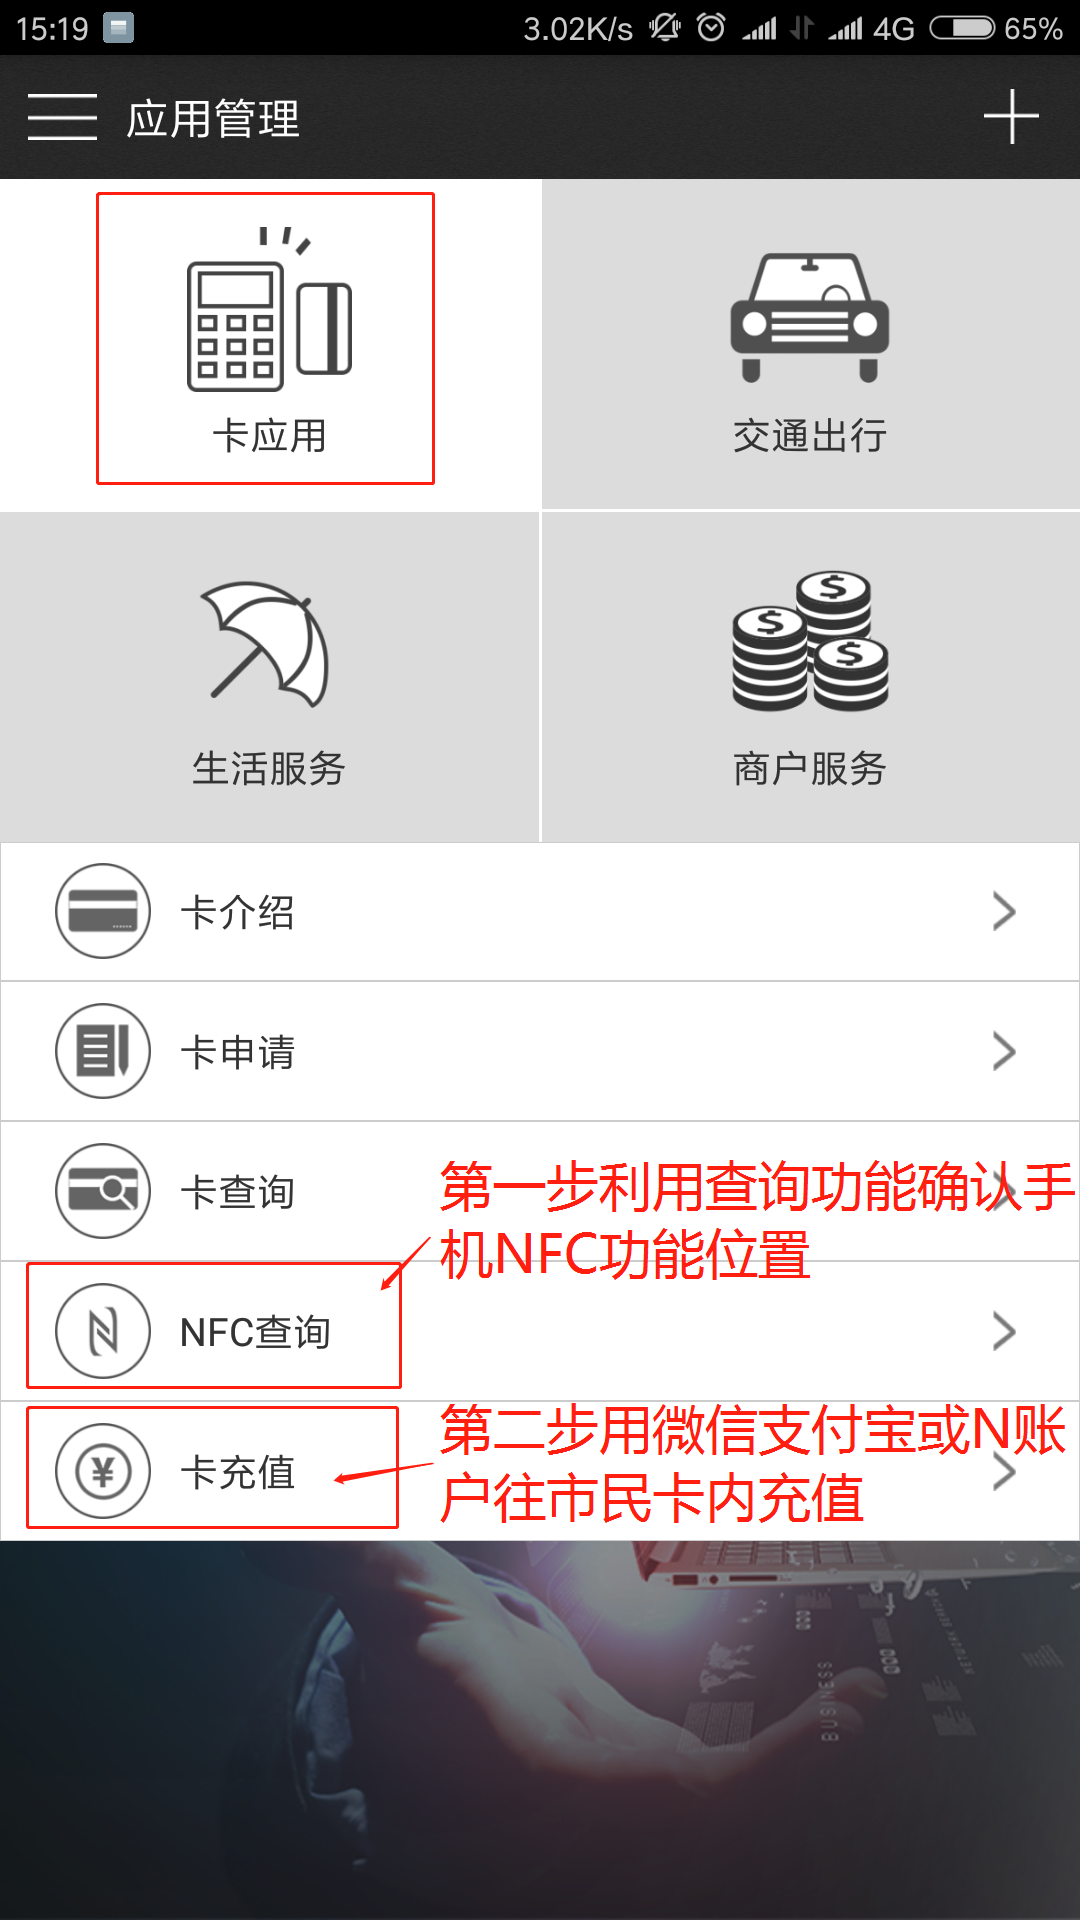 15:19 3.02K/s 4G 65%
应用管理
卡应用
交通出行
生活服务
商户服务
卡介绍
卡申请
卡查询
第一步利用查询功能确认手
机NFC功能位置
NFC查询
第二步用微信支付宝或N账
户往市民卡内充值
卡充值
BUSINESS